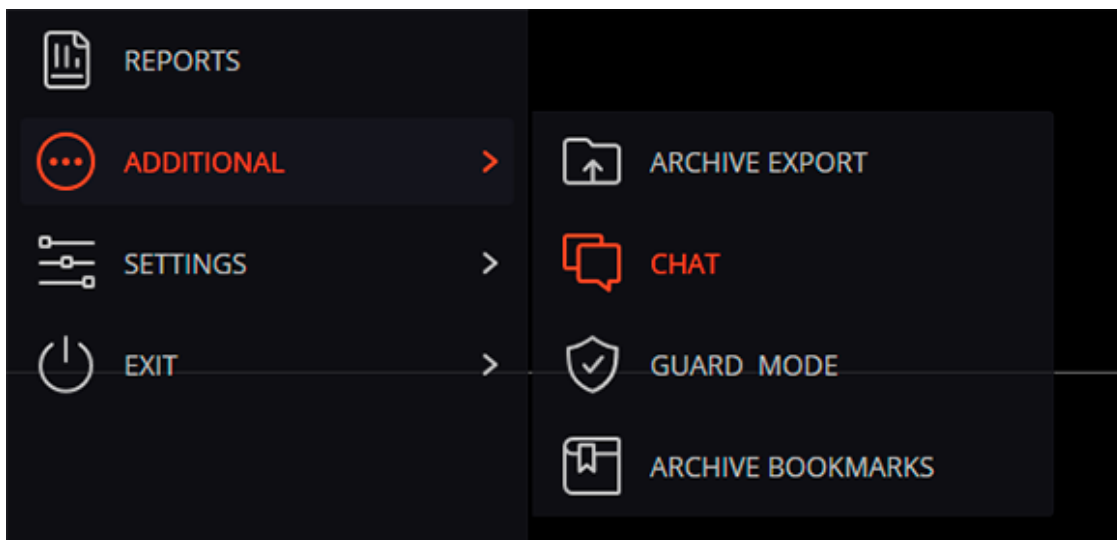 REPORTS
ADDITIONAL
SETTINGS
EXIT
ARCHIVE EXPORT
CHAT
GUARD MODE
ARCHIVE BOOKMARKS